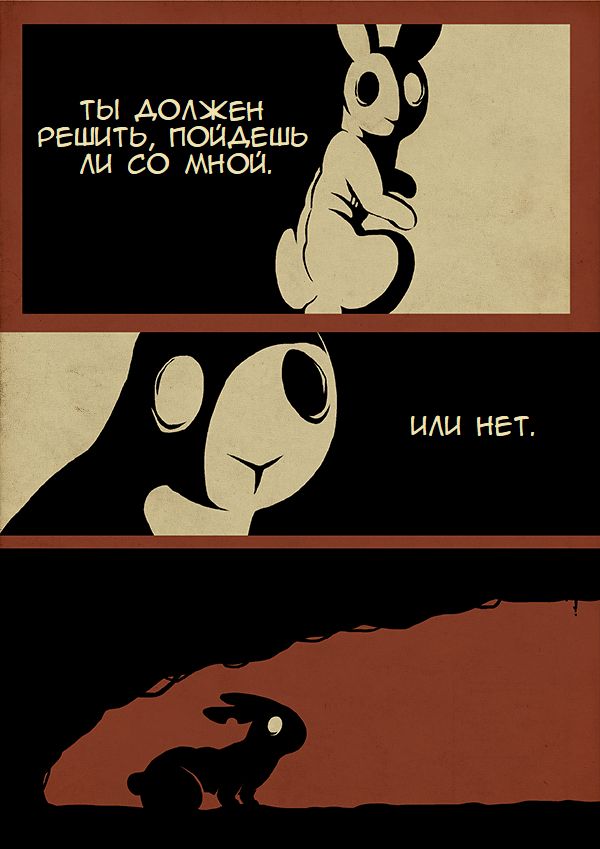 ТЫ ДОЛЖЕН
РЕШИТЬ, ПОЙДЕШЬ
ЛИ СО МНОЙ.
ИЛИ НЕТ.